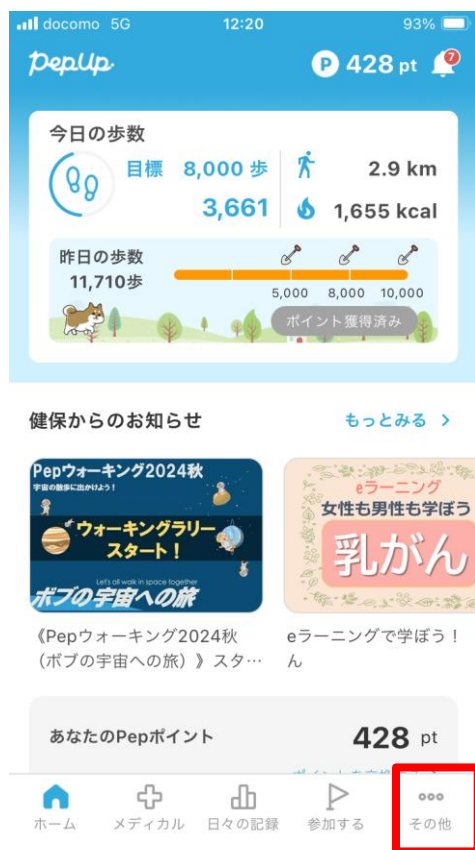 docomo 5G 12:20 93%
PepUp
P 428 pt 7
今日の歩数
目標 8,000 歩
3,661
2.9 km
1,655 kcal
昨日の歩数
11,710歩
5,000 8,000 10,000
ポイント獲得済み
健保からのお知らせ
もっとみる
Pepウォーキング2024秋
宇宙の散歩に出かけよう!
ウォーキングラリー
スタート!
Let's all walk in space together
ボブの宇宙への旅
eラーニング
女性も男性も学ぼう
乳がん
《Pepウォーキング2024秋
(ボブの宇宙への旅)》スタ…
eラーニングで学ぼう!
ん
あなたのPepポイント
428 pt
ホーム メディカル 日々の記録 参加する その他